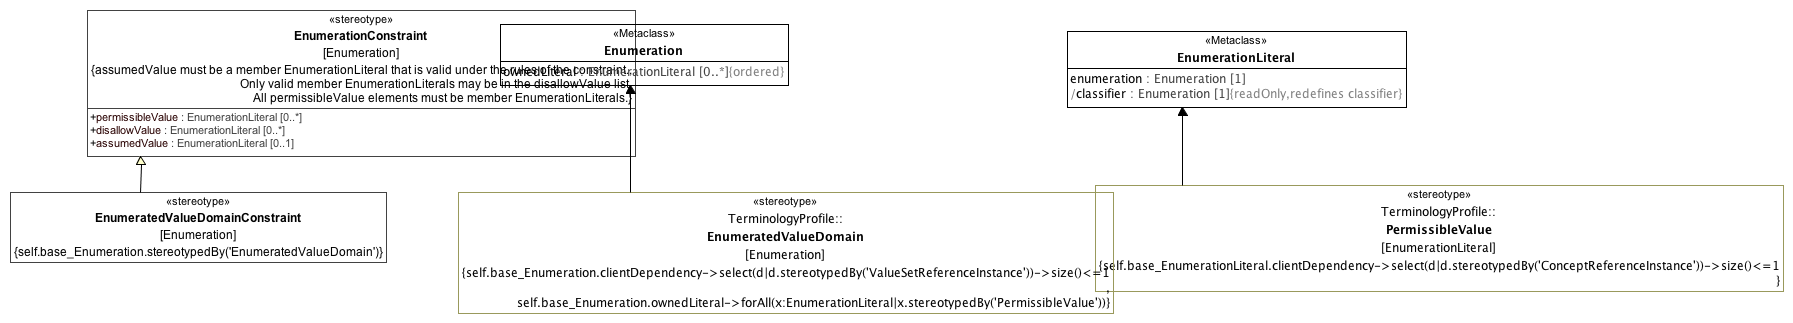 «stereotype»
EnumerationConstraint
[Enumeration]
{assumedValue must be a member EnumerationLiteral that is valid under the rules of the constraint.
Only valid member EnumerationLiterals may be in the disallowValue list.
All permissibleValue elements must be member EnumerationLiterals.}
+permissibleValue : EnumerationLiteral [0..*]
+disallowValue : EnumerationLiteral [0..*]
+assumedValue : EnumerationLiteral [0..1]
«Metaclass»
Enumeration
ownedLiteral : EnumerationLiteral [0..*]{ordered}
«Metaclass»
EnumerationLiteral
enumeration : Enumeration [1]
/classifier : Enumeration [1]{readOnly,redefines classifier}
«stereotype»
EnumeratedValueDomainConstraint
[Enumeration]
{self.base_Enumeration.stereotypedBy('EnumeratedValueDomain')}
«stereotype»
TerminologyProfile::
EnumeratedValueDomain
[Enumeration]
{self.base_Enumeration.clientDependency->select(d|d.stereotypedBy('ValueSetReferenceInstance'))->size()<=1
,
self.base_Enumeration.ownedLiteral->forAll(x:EnumerationLiteral|x.stereotypedBy('PermissibleValue'))}
«stereotype»
TerminologyProfile::
PermissibleValue
[EnumerationLiteral]
{self.base_EnumerationLiteral.clientDependency->select(d|d.stereotypedBy('ConceptReferenceInstance'))->size()<=1
}